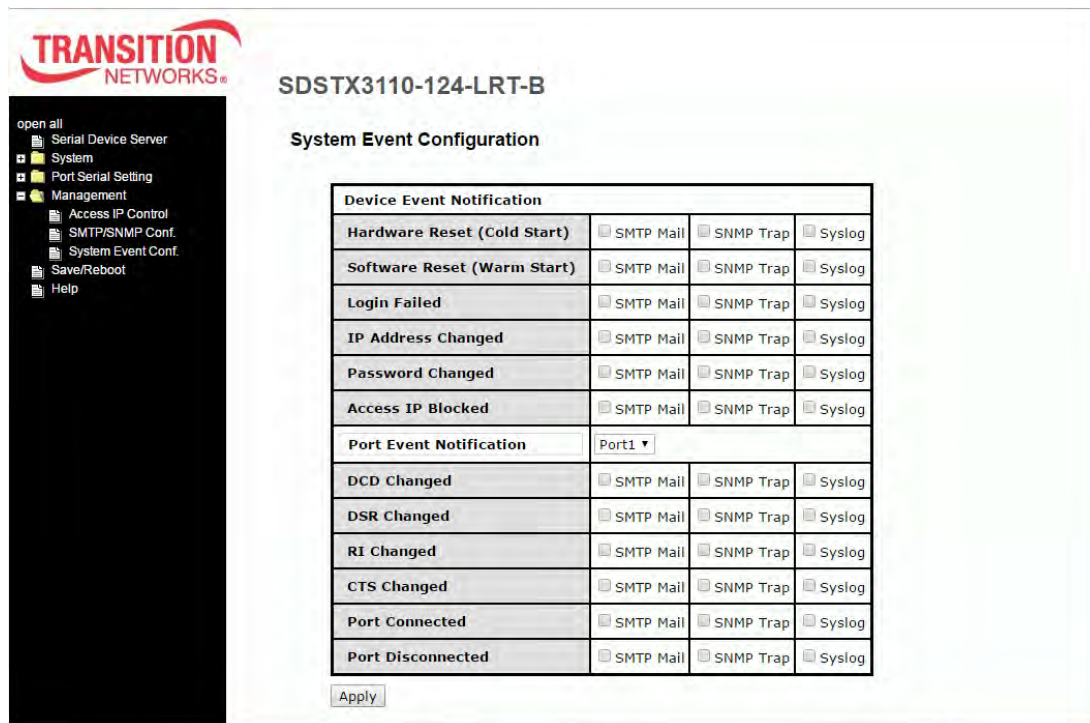 TRANSITION
NETWORKS®
SDSTX3110-124-LRT-B
open all
Serial Device Server
System
Port Serial Setting
Management
Access IP Control
SMTP/SNMP Conf.
System Event Conf.
Save/Reboot
Help
System Event Configuration
Device Event Notification
Hardware Reset (Cold Start) SMTP Mail SNMP Trap Syslog
Software Reset (Warm Start) SMTP Mail SNMP Trap Syslog
Login Failed SMTP Mail SNMP Trap Syslog
IP Address Changed SMTP Mail SNMP Trap Syslog
Password Changed SMTP Mail SNMP Trap Syslog
Access IP Blocked SMTP Mail SNMP Trap Syslog
Port Event Notification Port1
DCD Changed SMTP Mail SNMP Trap Syslog
DSR Changed SMTP Mail SNMP Trap Syslog
RI Changed SMTP Mail SNMP Trap Syslog
CTS Changed SMTP Mail SNMP Trap Syslog
Port Connected SMTP Mail SNMP Trap Syslog
Port Disconnected SMTP Mail SNMP Trap Syslog
Apply